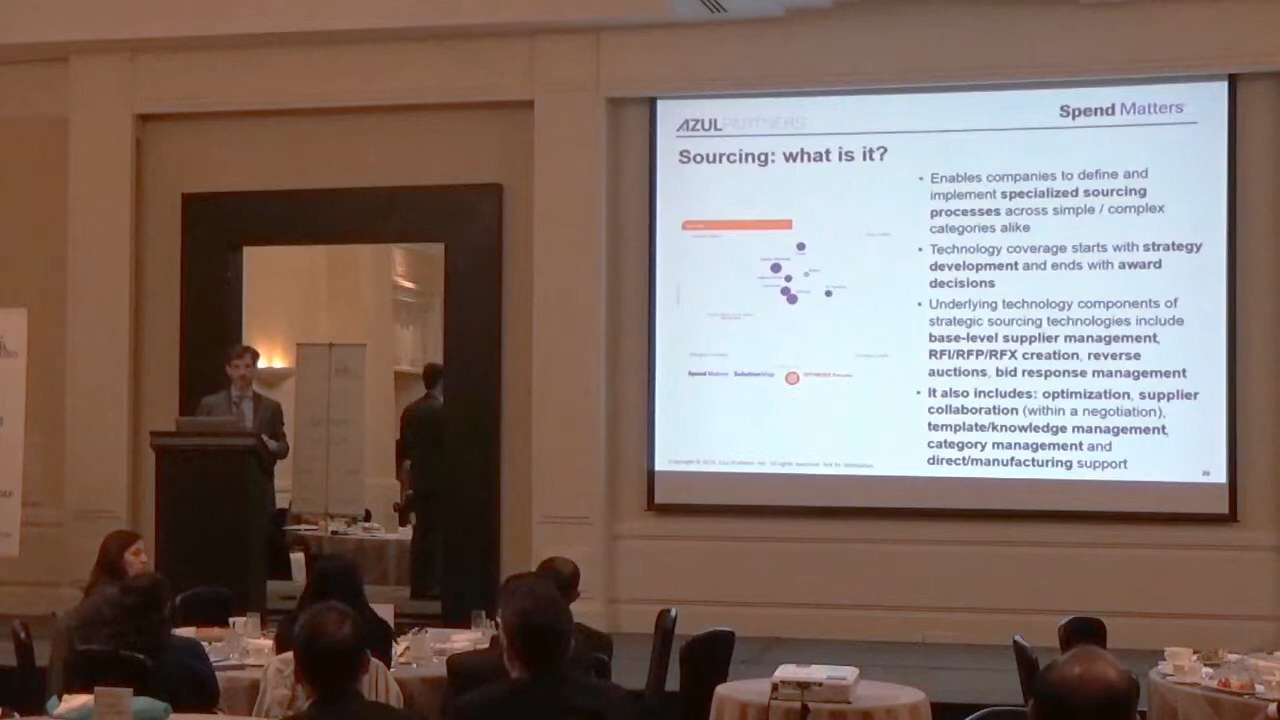 AZUL PARTNERS
Spend Matters
Sourcing: what is it?
• Enables companies to define and
implement specialized sourcing
processes across simple / complex
categories alike
• Technology coverage starts with strategy
development and ends with award
decisions
• Underlying technology components of
strategic sourcing technologies include
base-level supplier management,
RFI/RFP/RFX creation, reverse
auctions, bid response management
• It also includes: optimization, supplier
collaboration (within a negotiation),
template/knowledge management,
category management and
direct/manufacturing support
Spend Matters SolutionMap